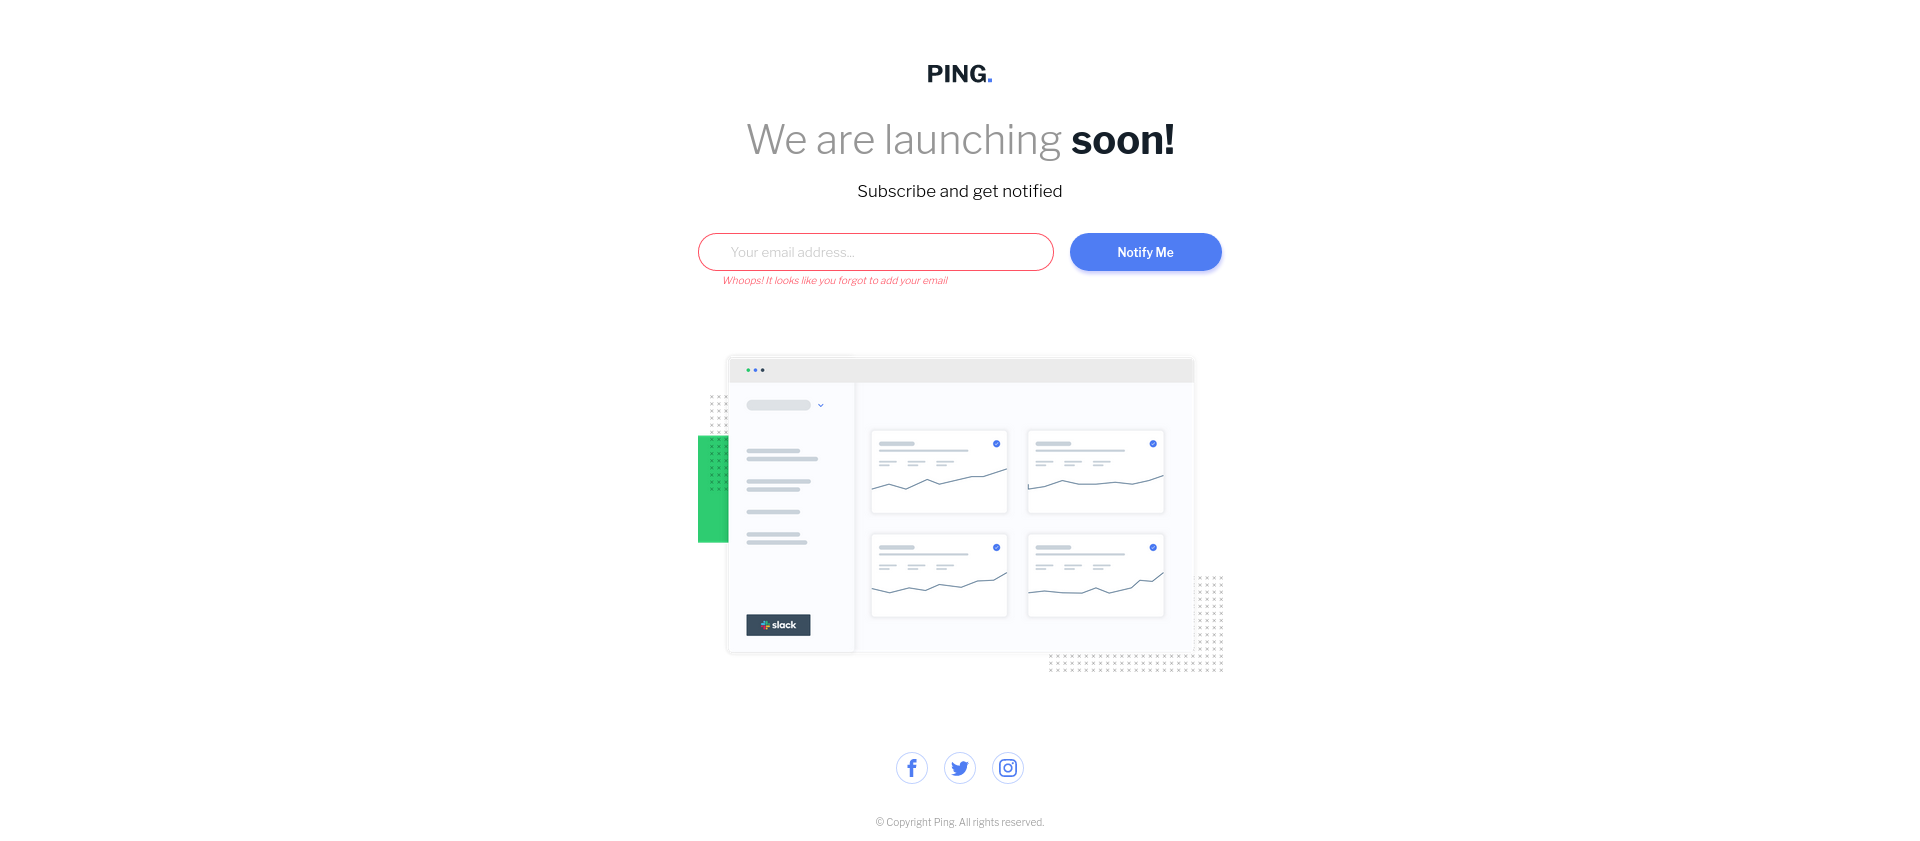 PING.
We are launching soon!
Subscribe and get notified
Your email address...
Notify Me
Whoops! It looks like you forgot to add your email
slack
© Copyright Ping. All rights reserved.